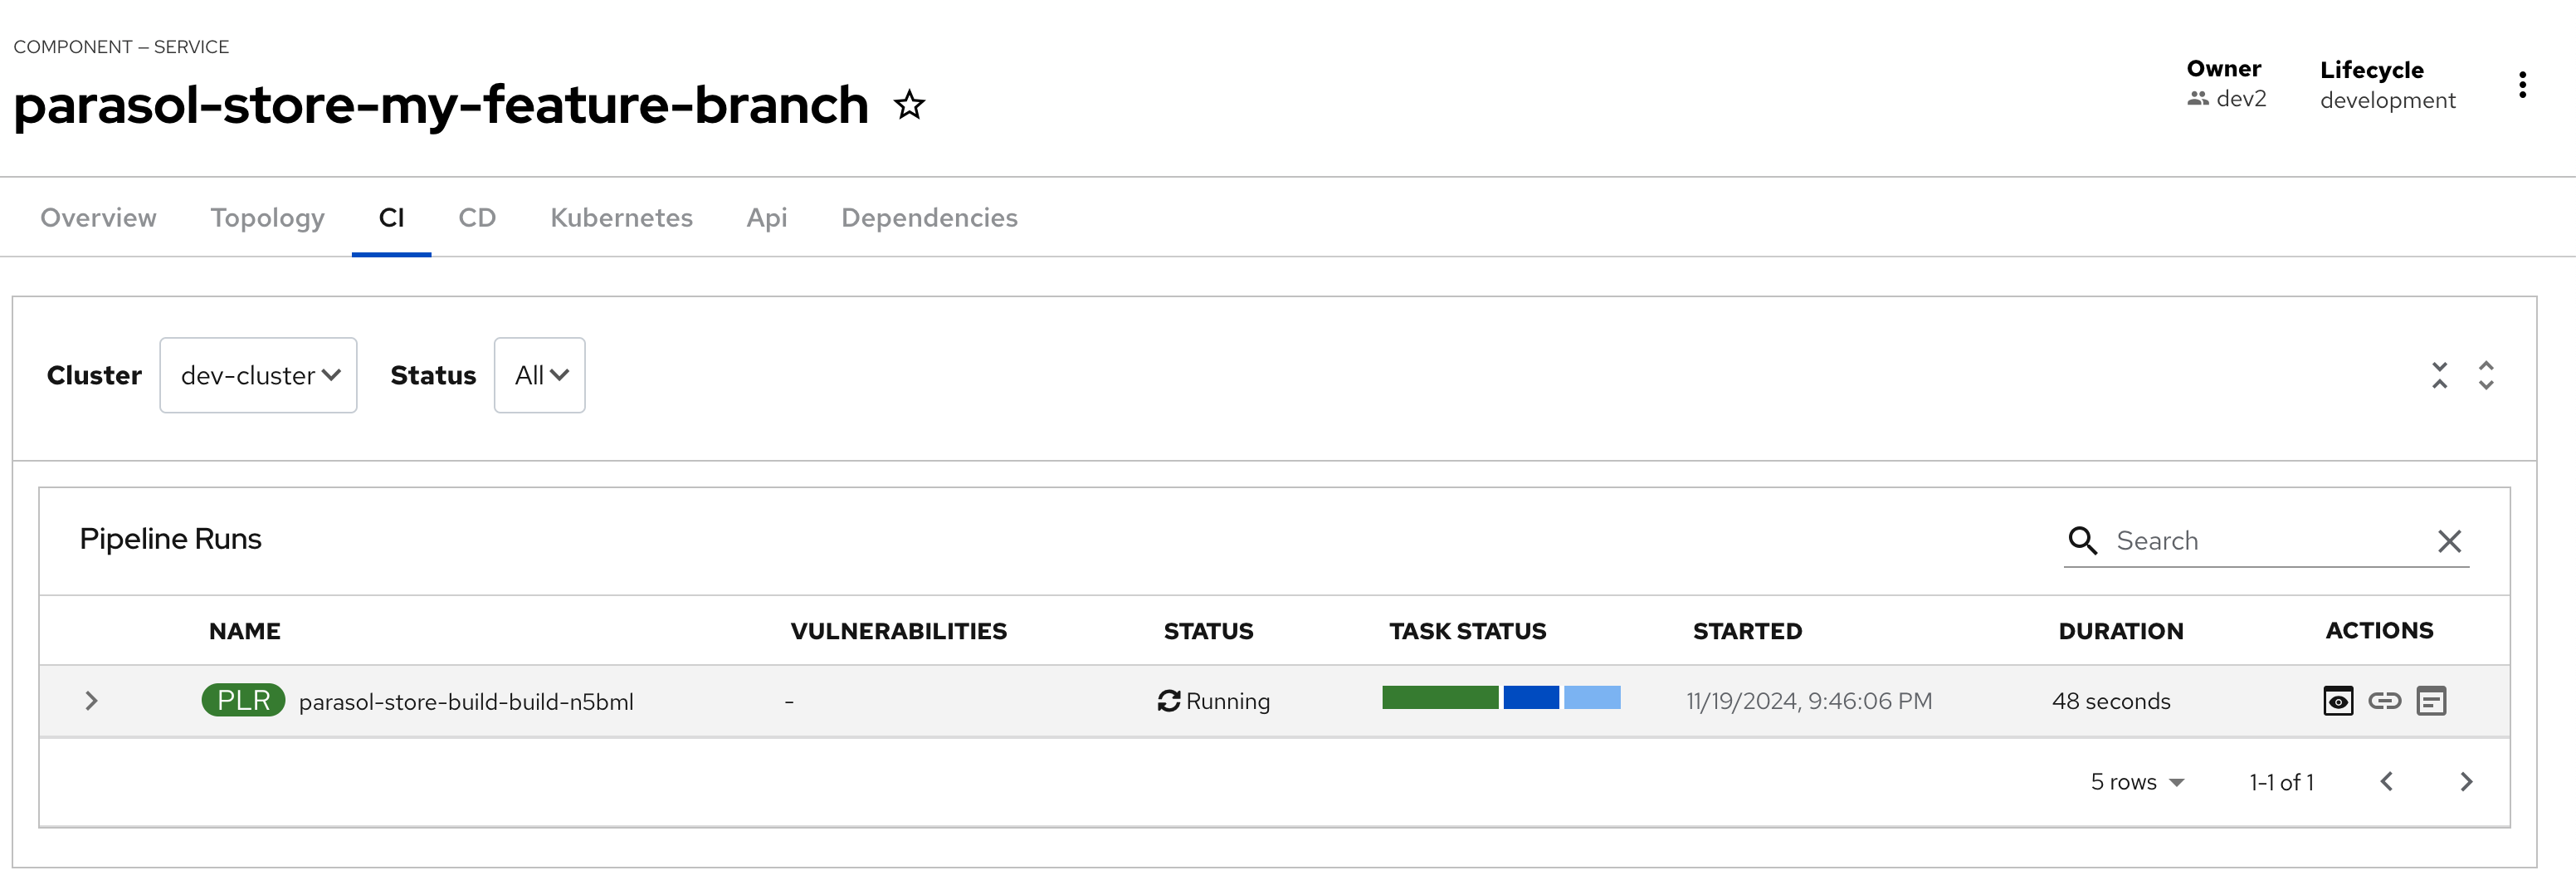 COMPONENT — SERVICE
parasol-store-my-feature-branch
Owner
dev2
Lifecycle
development
Overview Topology CI CD Kubernetes Api Dependencies
Cluster dev-cluster Status All
Pipeline Runs
Search
NAME VULNERABILITIES STATUS TASK STATUS STARTED DURATION ACTIONS
PLR parasol-store-build-build-n5bml - Running 11/19/2024, 9:46:06 PM 48 seconds
5 rows 1-1 of 1